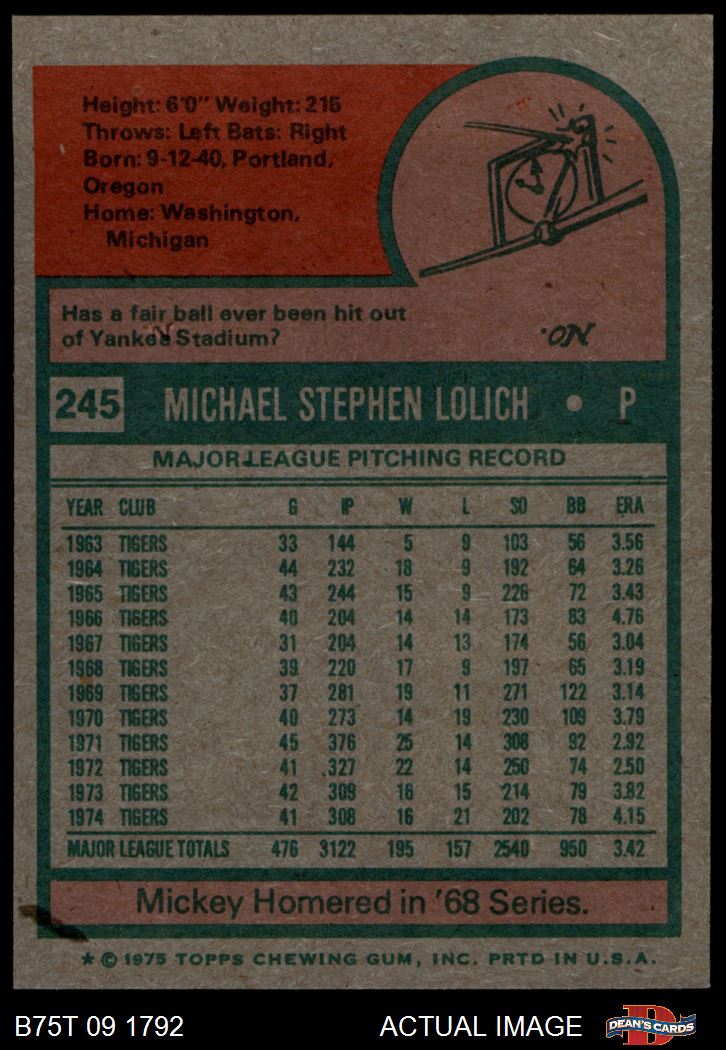 Height: 6'0" Weight: 215
Throws: Left Bats: Right
Born: 9-12-40, Portland,
Oregon
Home: Washington,
Michigan
Has a fair ball ever been hit out
of Yankee Stadium?
No.
245 MICHAEL STEPHEN LOLICH • P
MAJOR LEAGUE PITCHING RECORD
YEAR CLUB G IP W L SO BB ERA
1963 TIGERS 33 144 5 9 103 56 3.56
1964 TIGERS 44 232 18 9 192 64 3.26
1965 TIGERS 43 244 15 9 226 72 3.43
1966 TIGERS 40 204 14 14 173 83 4.76
1967 TIGERS 31 204 14 13 174 56 3.04
1968 TIGERS 39 220 17 9 197 65 3.19
1969 TIGERS 37 281 19 11 271 122 3.14
1970 TIGERS 40 273 14 19 230 109 3.79
1971 TIGERS 45 376 25 14 308 92 2.92
1972 TIGERS 41 327 22 14 250 74 2.50
1973 TIGERS 42 309 16 15 214 79 3.82
1974 TIGERS 41 308 16 21 202 78 4.15
MAJOR LEAGUE TOTALS 476 3122 195 157 2540 950 3.42
Mickey Homered in '68 Series.
* © 1975 TOPPS CHEWING GUM, INC. PRTD IN U.S.A.
B75T 09 1792 ACTUAL IMAGE D DEAN'S CARDS